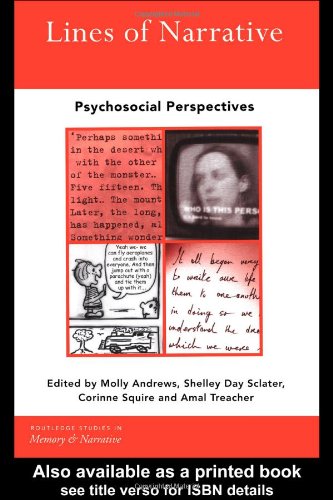 Lines of Narrative
Psychosocial Perspectives
'Perhaps somethi
in the desert wh
with the other
of the monster..
Five fifteen. Th
light.. The mount
Later, the long,
has happened, al
Something wonder
WHO IS THIS PERS
Yeah we- we
can fly aeroplanes
and crash into
everyone. And then
jump out with a
parachute (yeah)
and tie them
up with it...
It all began very
to write our life
them to one another
in doing so we
understand the
which we were
Edited by Molly Andrews, Shelley Day Sclater,
Corinne Squire and Amal Treacher
ROUTLEDGE STUDIES IN
Memory & Narrative
Also available as a printed book
see title verso for ISBN details